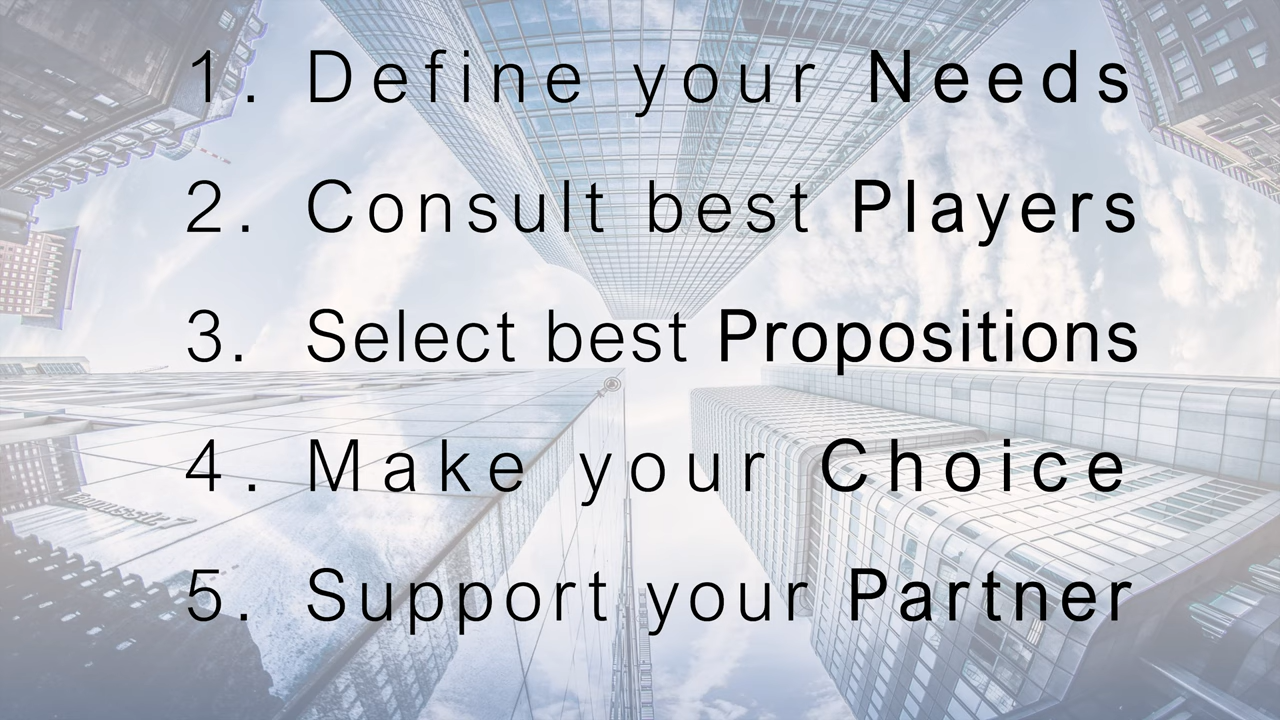 1. Define your Needs
2. Consult best Players
3. Select best Propositions
4. Make your Choice
5. Support your Partner